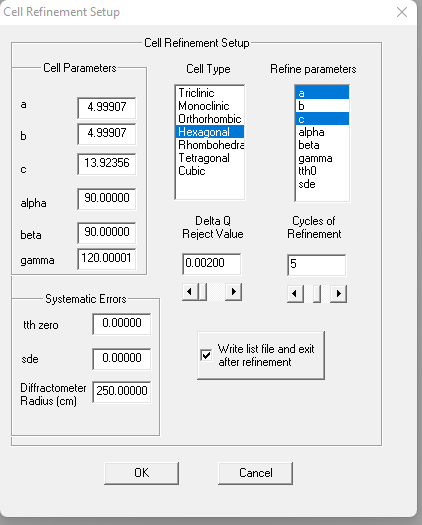 Cell Refinement Setup
Cell Refinement Setup
Cell Parameters
a 4.99907
b 4.99907
c 13.92356
alpha 90.00000
beta 90.00000
gamma 120.00001
Cell Type
Triclinic
Monoclinic
Orthorhombic
Hexagonal
Rhombohedra
Tetragonal
Cubic
Refine parameters
a
b
c
alpha
beta
gamma
tth0
sde
Delta Q
Reject Value
0.00200
Cycles of
Refinement
5
Systematic Errors
tth zero 0.00000
sde 0.00000
Diffractometer
Radius (cm) 250.00000
Write list file and exit
after refinement
OK Cancel